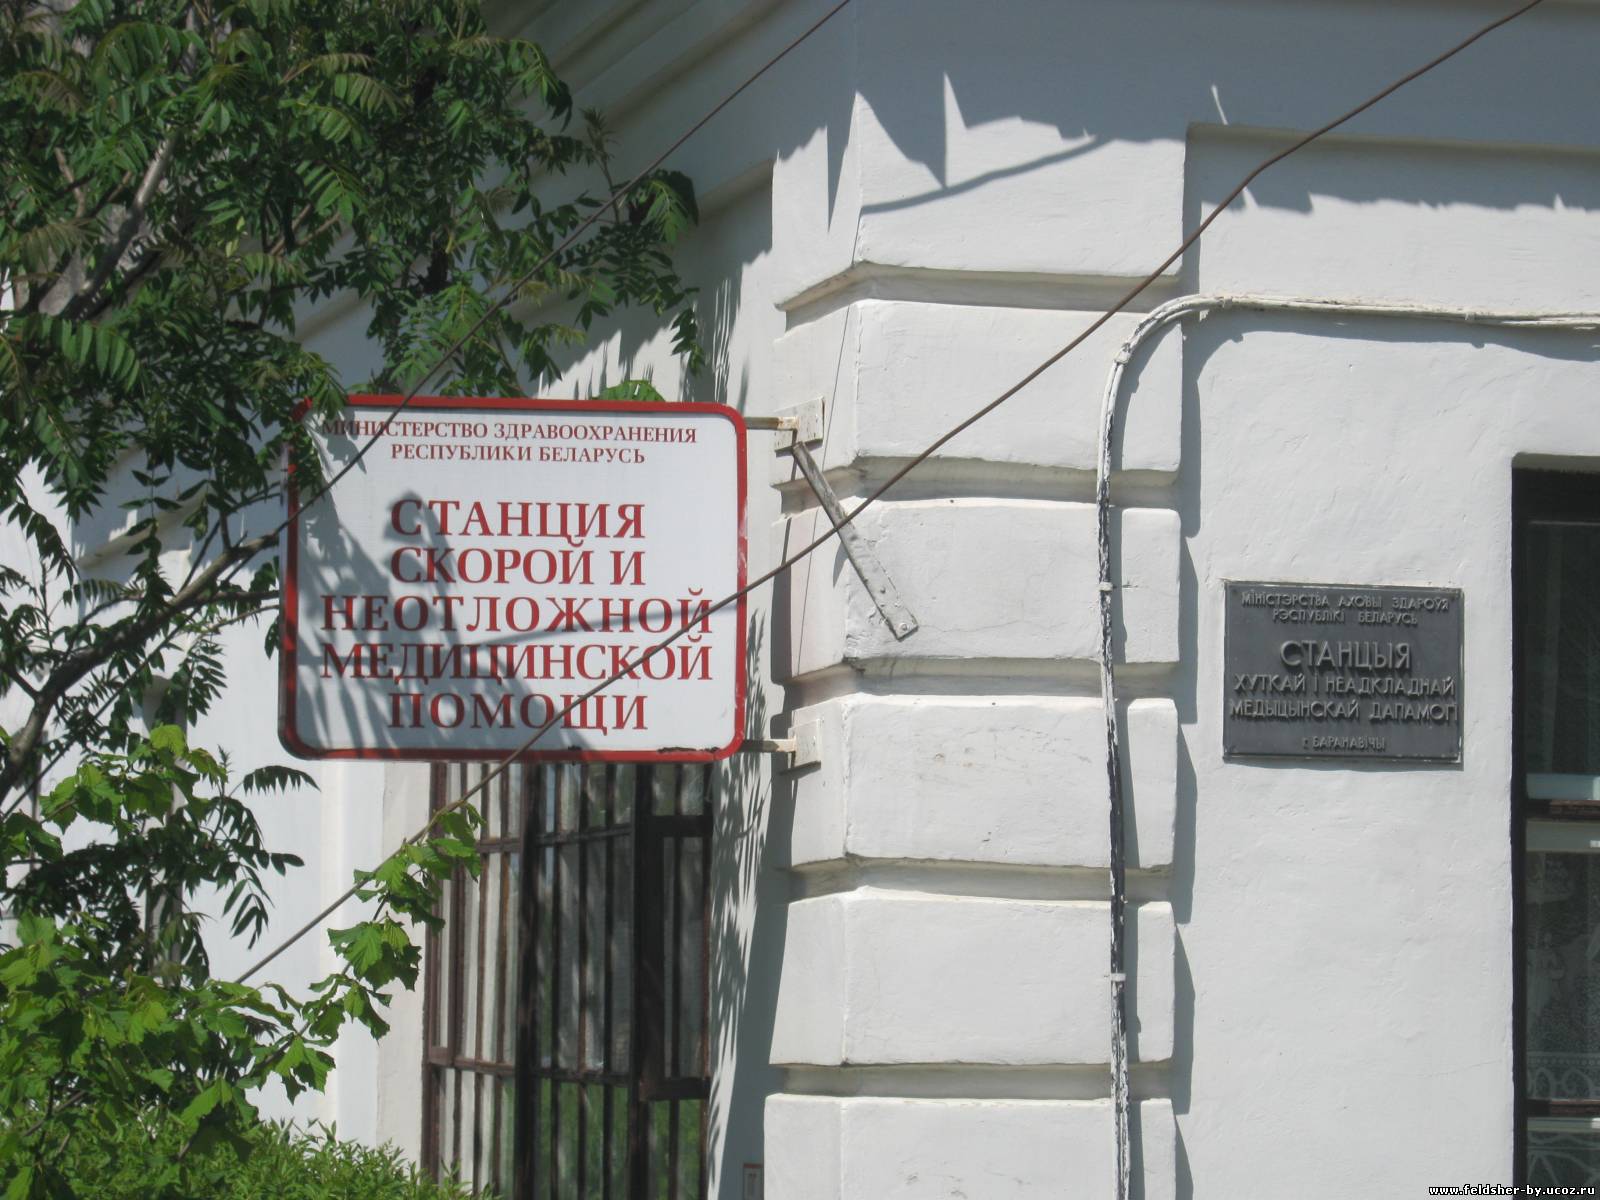 МИНИСТЕРСТВО ЗДРАВООХРАНЕНИЯ
РЕСПУБЛИКИ БЕЛАРУСЬ
СТАНЦИЯ
СКОРОЙ И
НЕОТЛОЖНОЙ
МЕДИЦИНСКОЙ
ПОМОЩИ
МІНІСТЭРСТВА АХОВЫ ЗДАРОЎЯ
РЭСПУБЛІКІ БЕЛАРУСЬ
СТАНЦЫЯ
ХУТКАЙ І НЕАДКЛАДНАЙ
МЕДЫЦЫНСКАЙ ДАПАМОГІ
г. БАРАНАВІЧЫ
www.feldsher-by.ucoz.ru